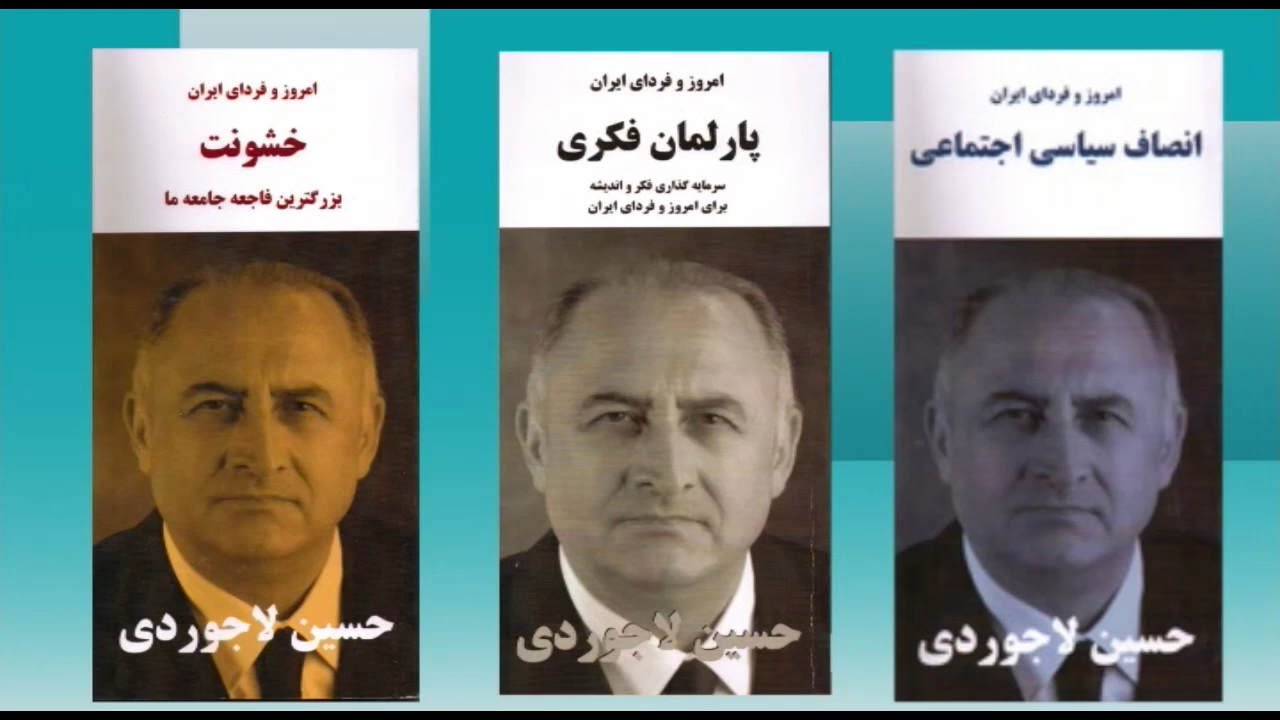 امروز و فردای ایران
انصاف سیاسی اجتماعی
حسین لاجوردی
امروز و فردای ایران
پارلمان فکری
سرمایه گذاری فکر و اندیشه
برای امروز و فردای ایران
حسین لاجوردی
امروز و فردای ایران
خشونت
بزرگترین فاجعه جامعه ما
حسین لاجوردی